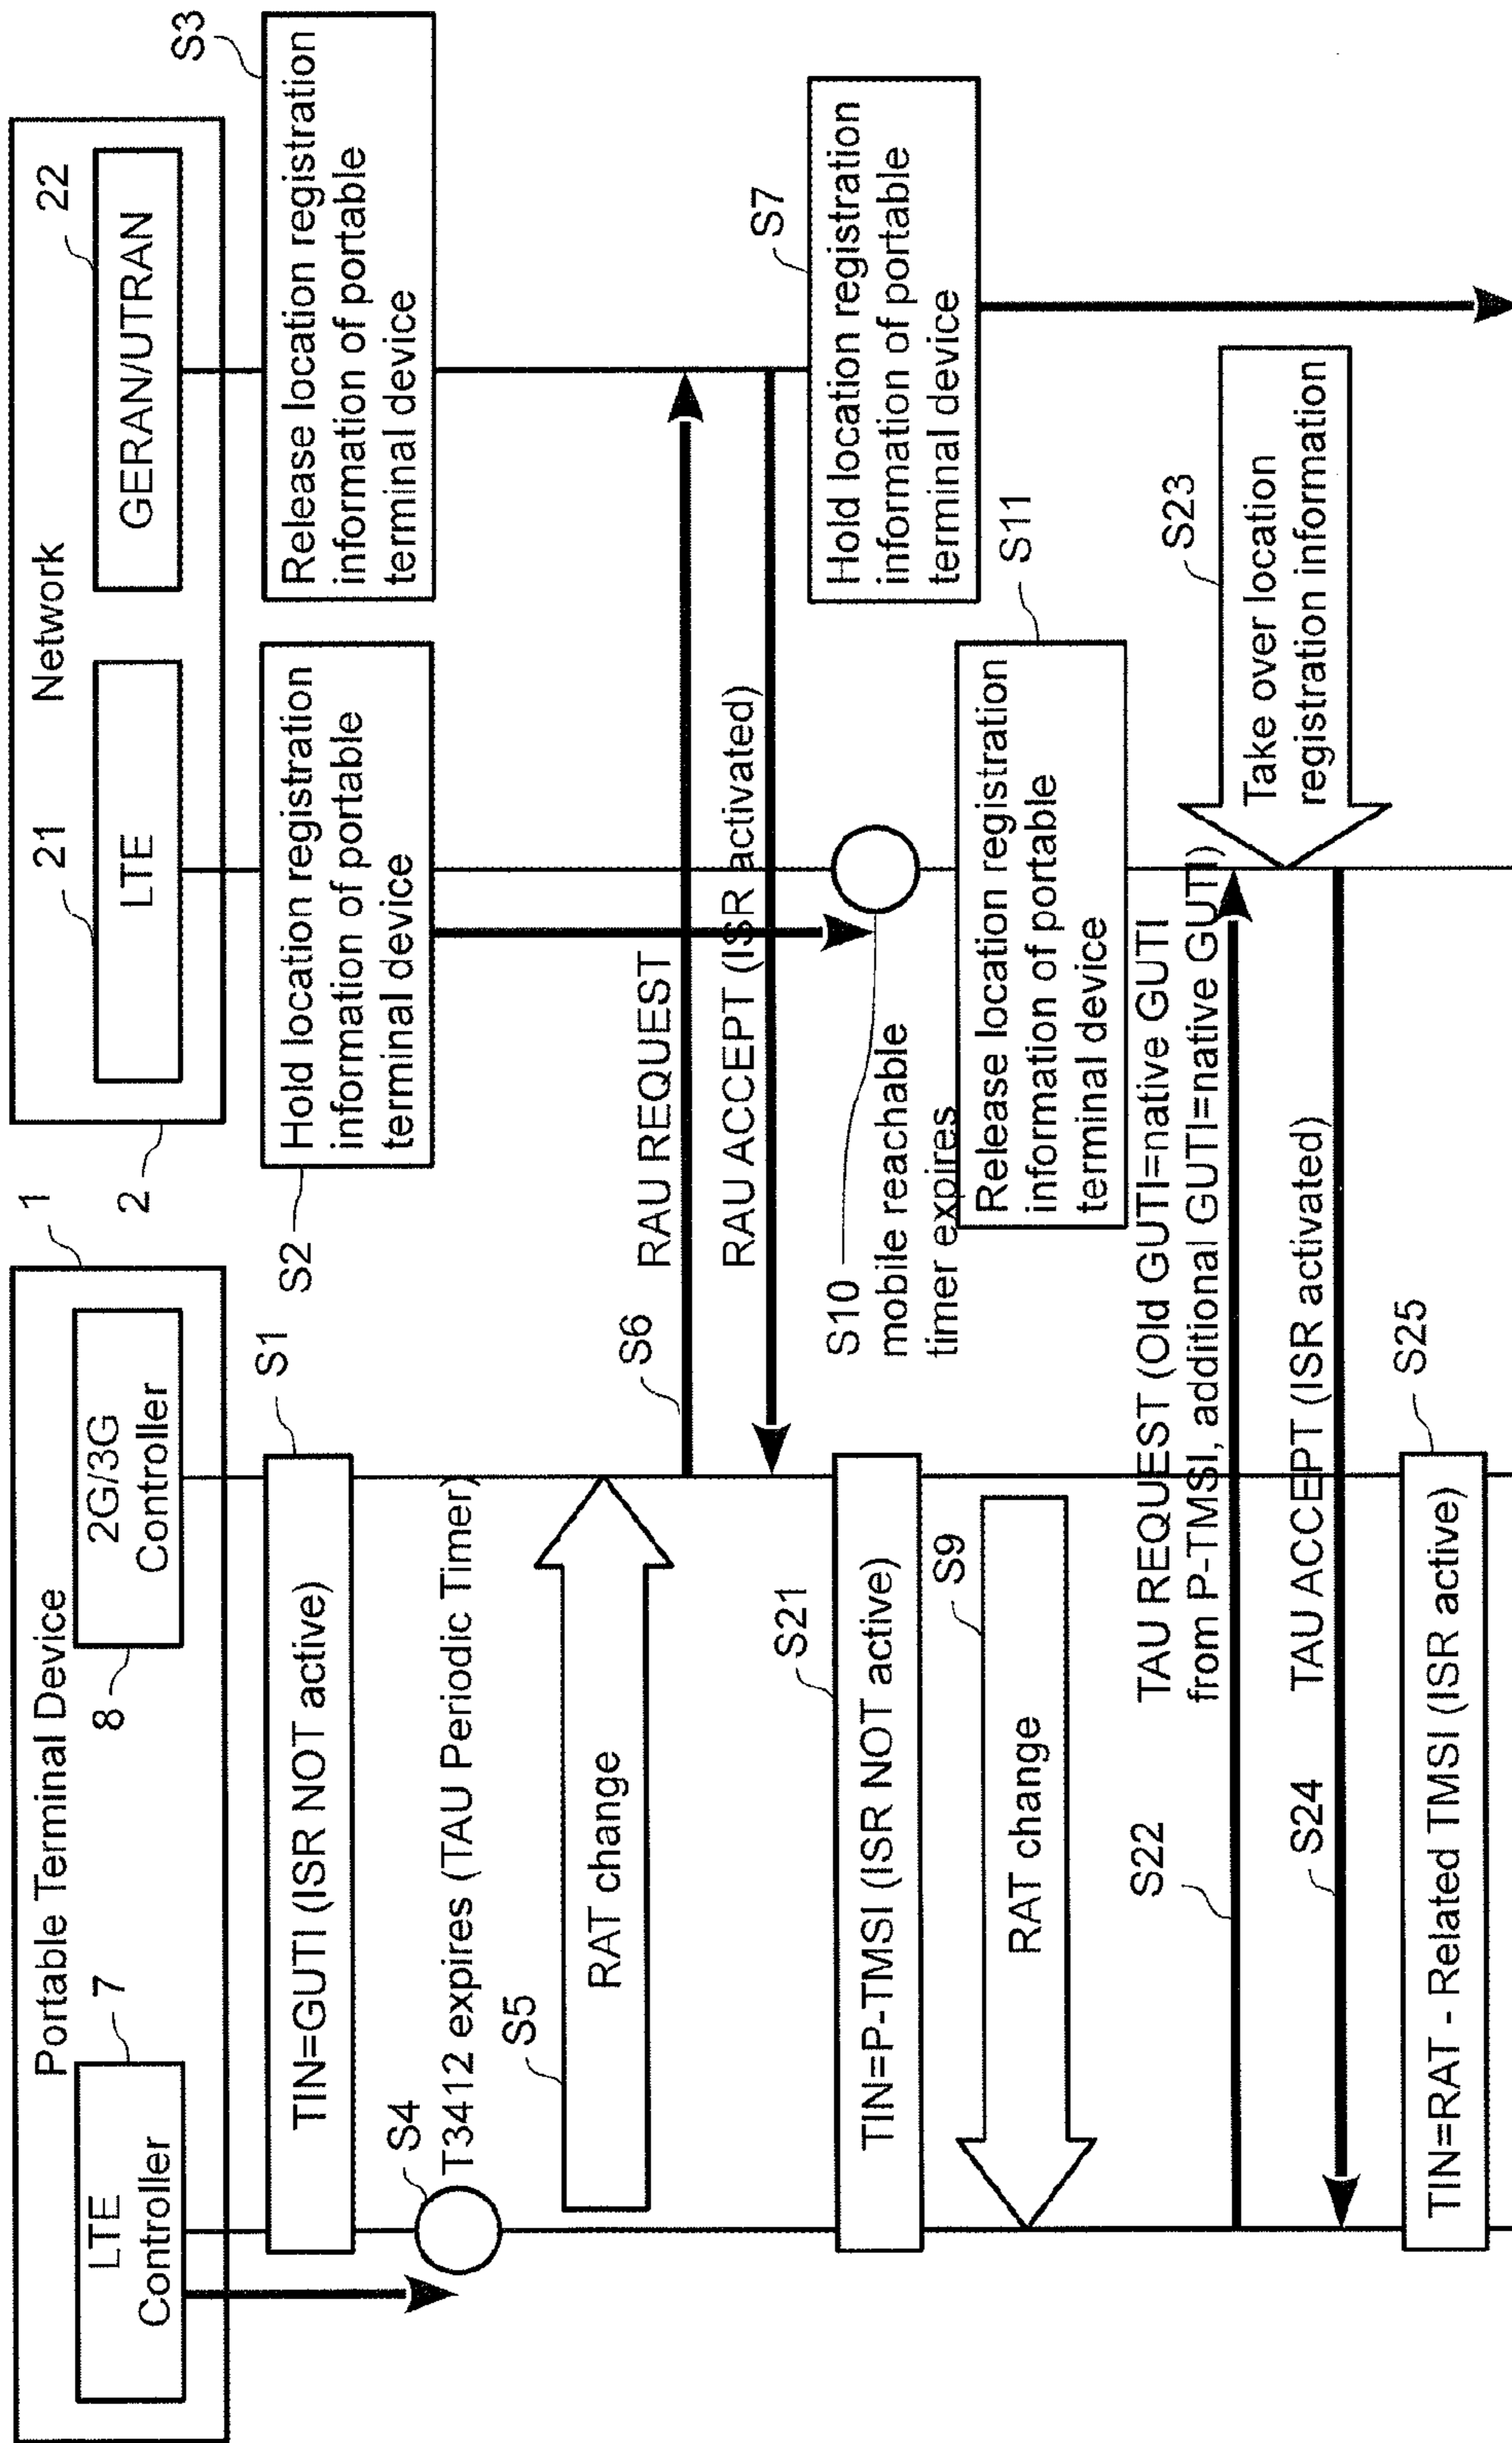 Portable Terminal Device
1
7
LTE
Controller
8
2G/3G
Controller
Network
2
21
LTE
22
GERAN/UTRAN
S1
TIN=GUTI (ISR NOT active)
S2
Hold location registration
information of portable
terminal device
S3
Release location registration
information of portable
terminal device
S4
T3412 expires (TAU Periodic Timer)
S5
RAT change
S6
RAU REQUEST
RAU ACCEPT (ISR activated)
S7
Hold location registration
information of portable
terminal device
S21
TIN=P-TMSI (ISR NOT active)
S10
mobile reachable
timer expires
S9
RAT change
S11
Release location registration
information of portable
terminal device
S22
TAU REQUEST (Old GUTI=native GUTI
from P-TMSI, additional GUTI=native GUTI)
S23
Take over location
registration information
S24
TAU ACCEPT (ISR activated)
S25
TIN=RAT - Related TMSI (ISR active)